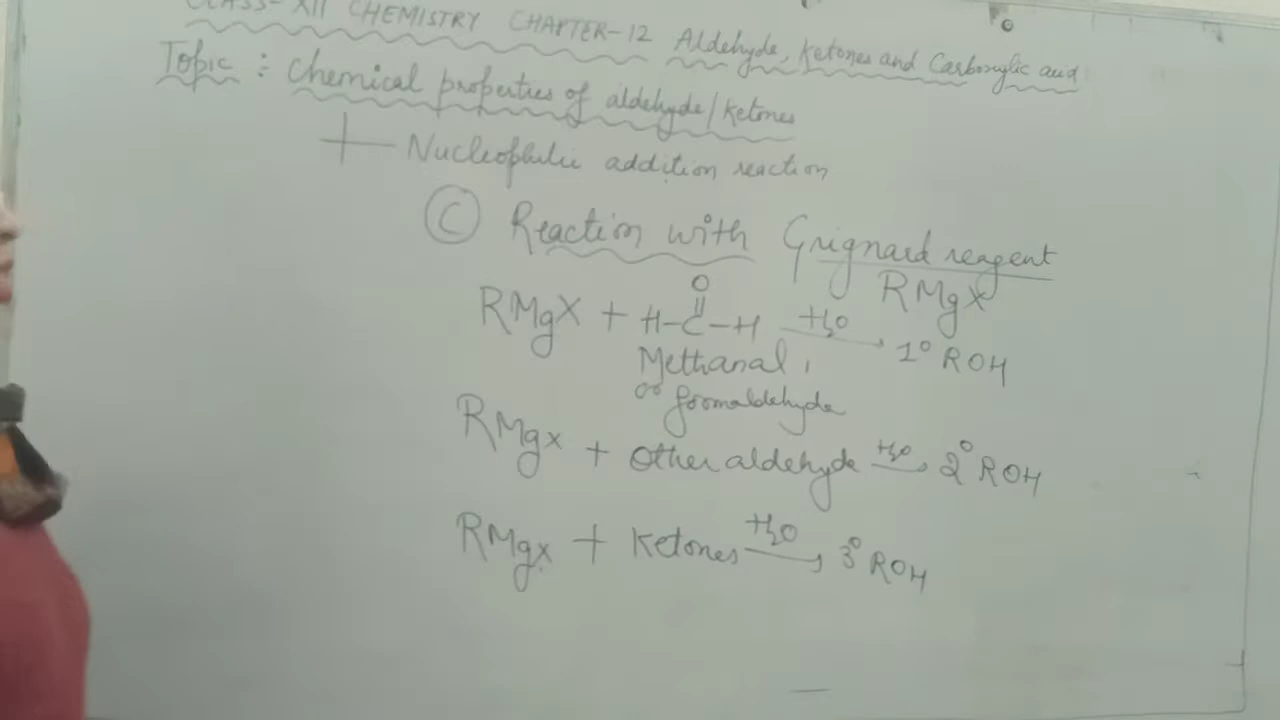 CLASS-XII CHEMISTRY CHAPTER-12 Aldehyde, Ketones and Carboxylic acid
Topic : Chemical properties of aldehyde/Ketones
Nucleophilic addition reaction
C Reaction with Grignard reagent
RMgX
O
RMgX + H-C-H H2O 1° ROH
Methanal,
or formaldehyde
RMgx + Other aldehyde H2O → 2° ROH
RMgx + Ketones H2O → 3° ROH